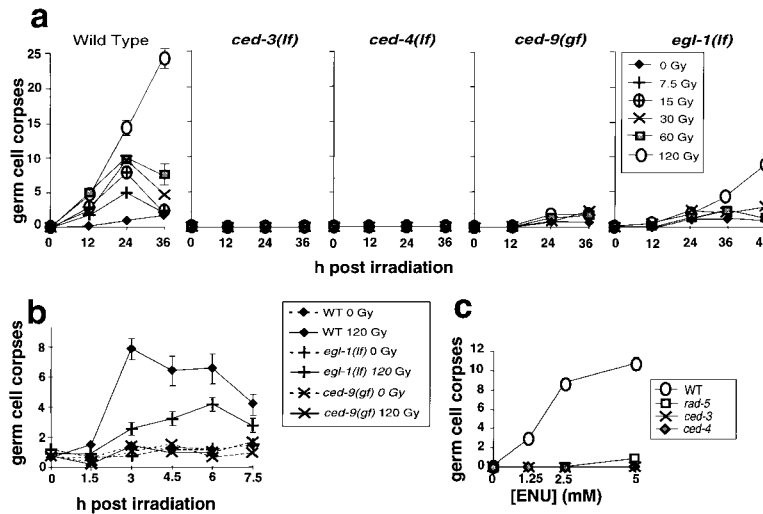 a
Wild Type ced-3(lf) ced-4(lf) ced-9(gf) egl-1(lf)
germ cell corpses
25
20
15
10
5
0
0 12 24 36 0 12 24 36 0 12 24 36 0 12 24 36 0 12 24 36
0 Gy
7.5 Gy
15 Gy
30 Gy
60 Gy
120 Gy
h post irradiation
b
germ cell corpses
8
6
4
2
0
0 1.5 3 4.5 6 7.5
h post irradiation
WT 0 Gy
WT 120 Gy
egl-1(lf) 0 Gy
egl-1(lf) 120 Gy
ced-9(gf) 0 Gy
ced-9(gf) 120 Gy
c
germ cell corpses
12
10
8
6
4
2
0
0 1.25 2.5 5
[ENU] (mM)
WT
rad-5
ced-3
ced-4